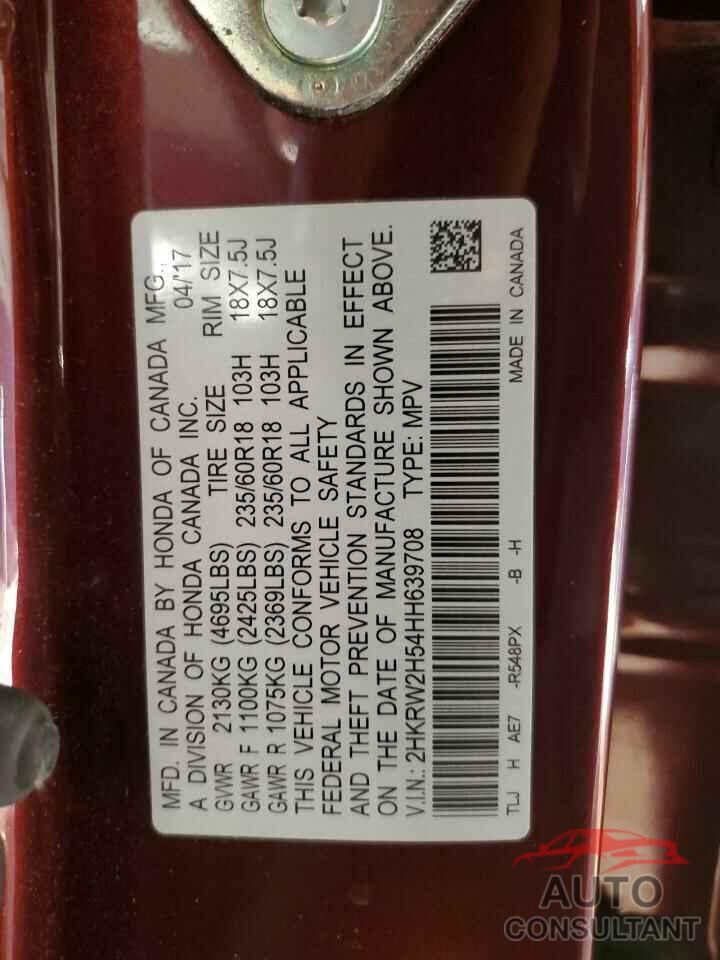 MFD. IN CANADA BY HONDA OF CANADA MFG.,
A DIVISION OF HONDA CANADA INC. 04/17
GVWR 2130KG (4695LBS) TIRE SIZE RIM SIZE
GAWR F 1100KG (2425LBS) 235/60R18 103H 18X7.5J
GAWR R 1075KG (2369LBS) 235/60R18 103H 18X7.5J
THIS VEHICLE CONFORMS TO ALL APPLICABLE
FEDERAL MOTOR VEHICLE SAFETY
AND THEFT PREVENTION STANDARDS IN EFFECT
ON THE DATE OF MANUFACTURE SHOWN ABOVE.
V.I.N.: 2HKRW2H54HH639708 TYPE: MPV
TLJ H AE7 -R548PX -B -H MADE IN CANADA
AUTO
CONSULTANT